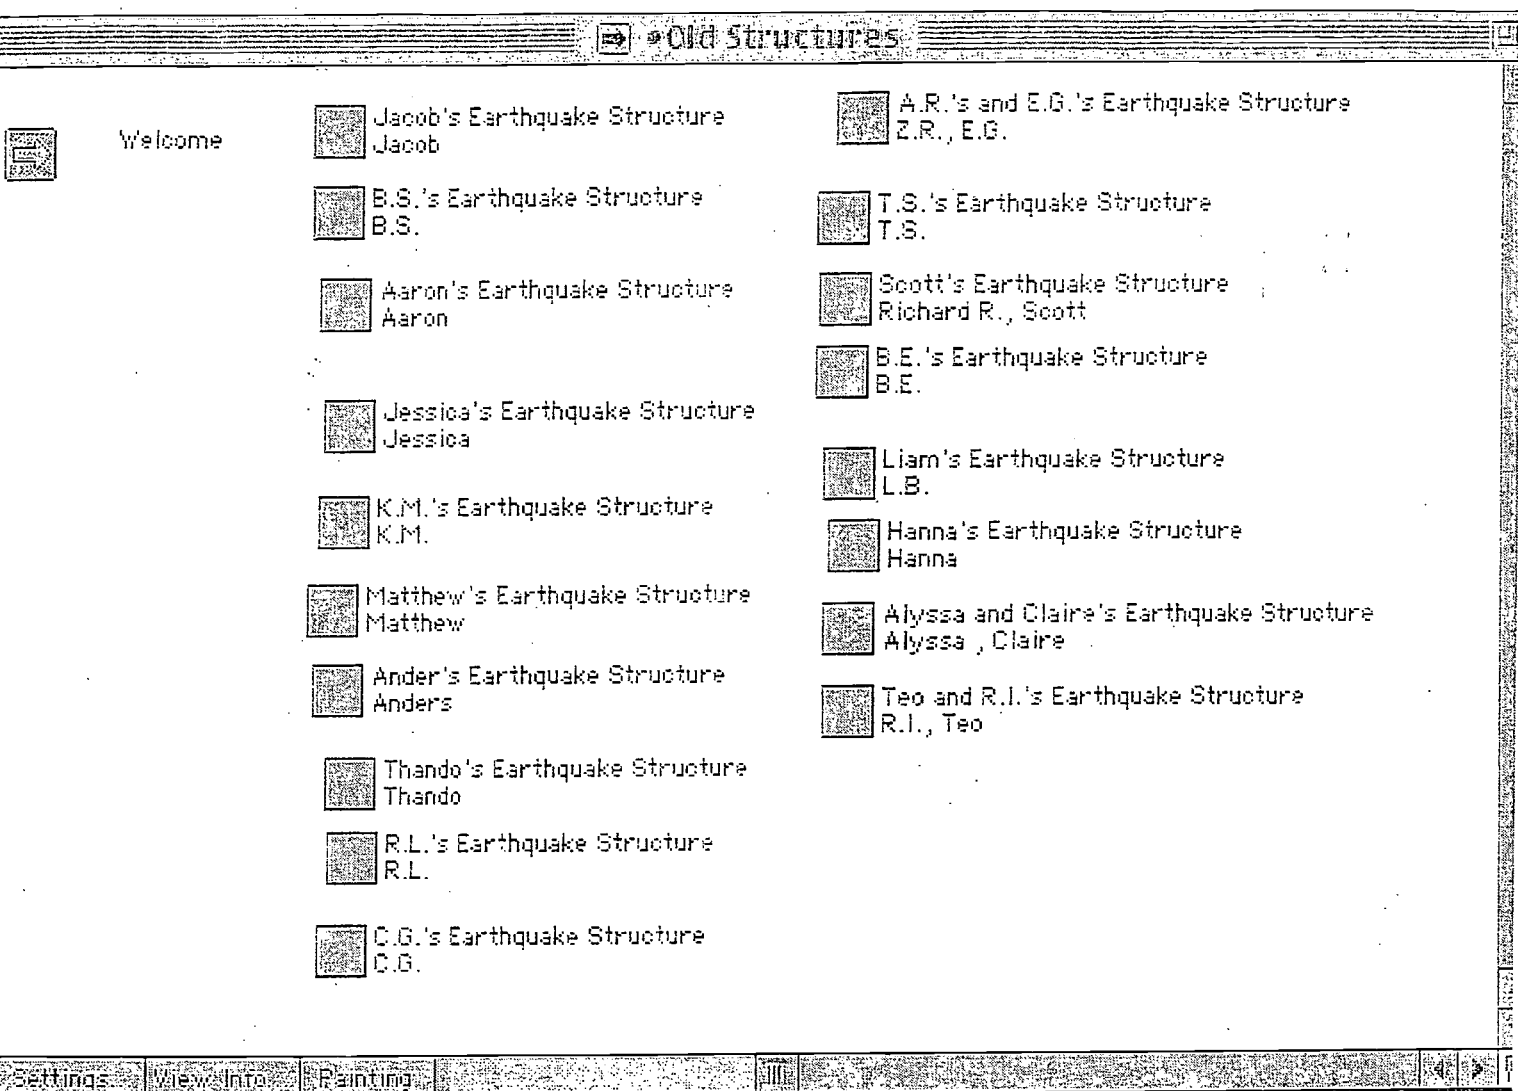 Old Structures
Welcome
Jacob's Earthquake Structure
Jacob
B.S.'s Earthquake Structure
B.S.
Aaron's Earthquake Structure
Aaron
Jessica's Earthquake Structure
Jessica
K.M.'s Earthquake Structure
K.M.
Matthew's Earthquake Structure
Matthew
Ander's Earthquake Structure
Anders
Thando's Earthquake Structure
Thando
R.L.'s Earthquake Structure
R.L.
C.G.'s Earthquake Structure
C.G.
A.R.'s and E.G.'s Earthquake Structure
Z.R., E.G.
T.S.'s Earthquake Structure
T.S.
Scott's Earthquake Structure
Richard R., Scott
B.E.'s Earthquake Structure
B.E.
Liam's Earthquake Structure
L.B.
Hanna's Earthquake Structure
Hanna
Alyssa and Claire's Earthquake Structure
Alyssa , Claire
Teo and R.I.'s Earthquake Structure
R.I., Teo
Settings View Info Painting